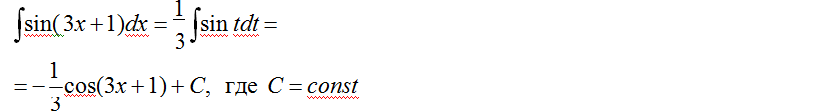 ∫sin(3x+1)dx = 1/3 ∫sin tdt =
= −1/3 cos(3x+1) + C, где C = const